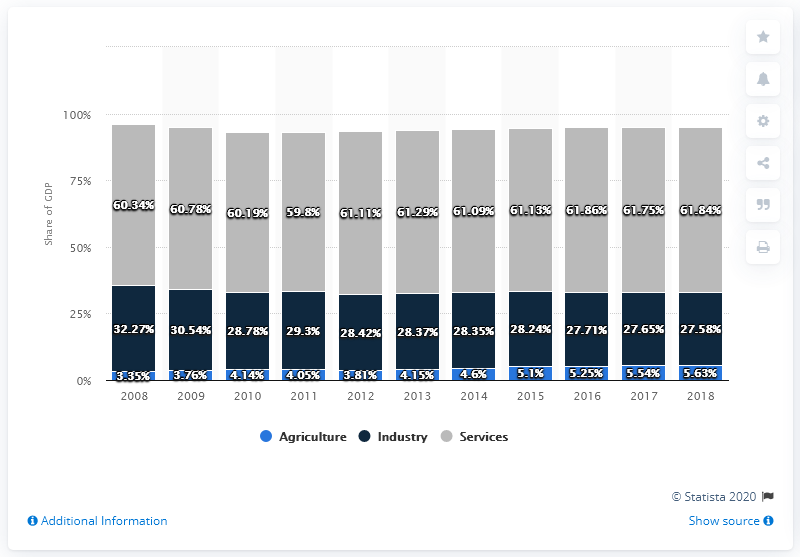 Share of GDP
100%
75%
50%
25%
0%
60.34% 60.78% 60.19% 59.8% 61.11% 61.29% 61.09% 61.13% 61.86% 61.75% 61.84%
32.27% 30.54% 28.78% 29.3% 28.42% 28.37% 28.35% 28.24% 27.71% 27.65% 27.58%
3.35% 3.76% 4.14% 4.05% 3.81% 4.15% 4.6% 5.1% 5.25% 5.54% 5.63%
2008 2009 2010 2011 2012 2013 2014 2015 2016 2017 2018
Agriculture Industry Services
© Statista 2020
Additional Information Show source